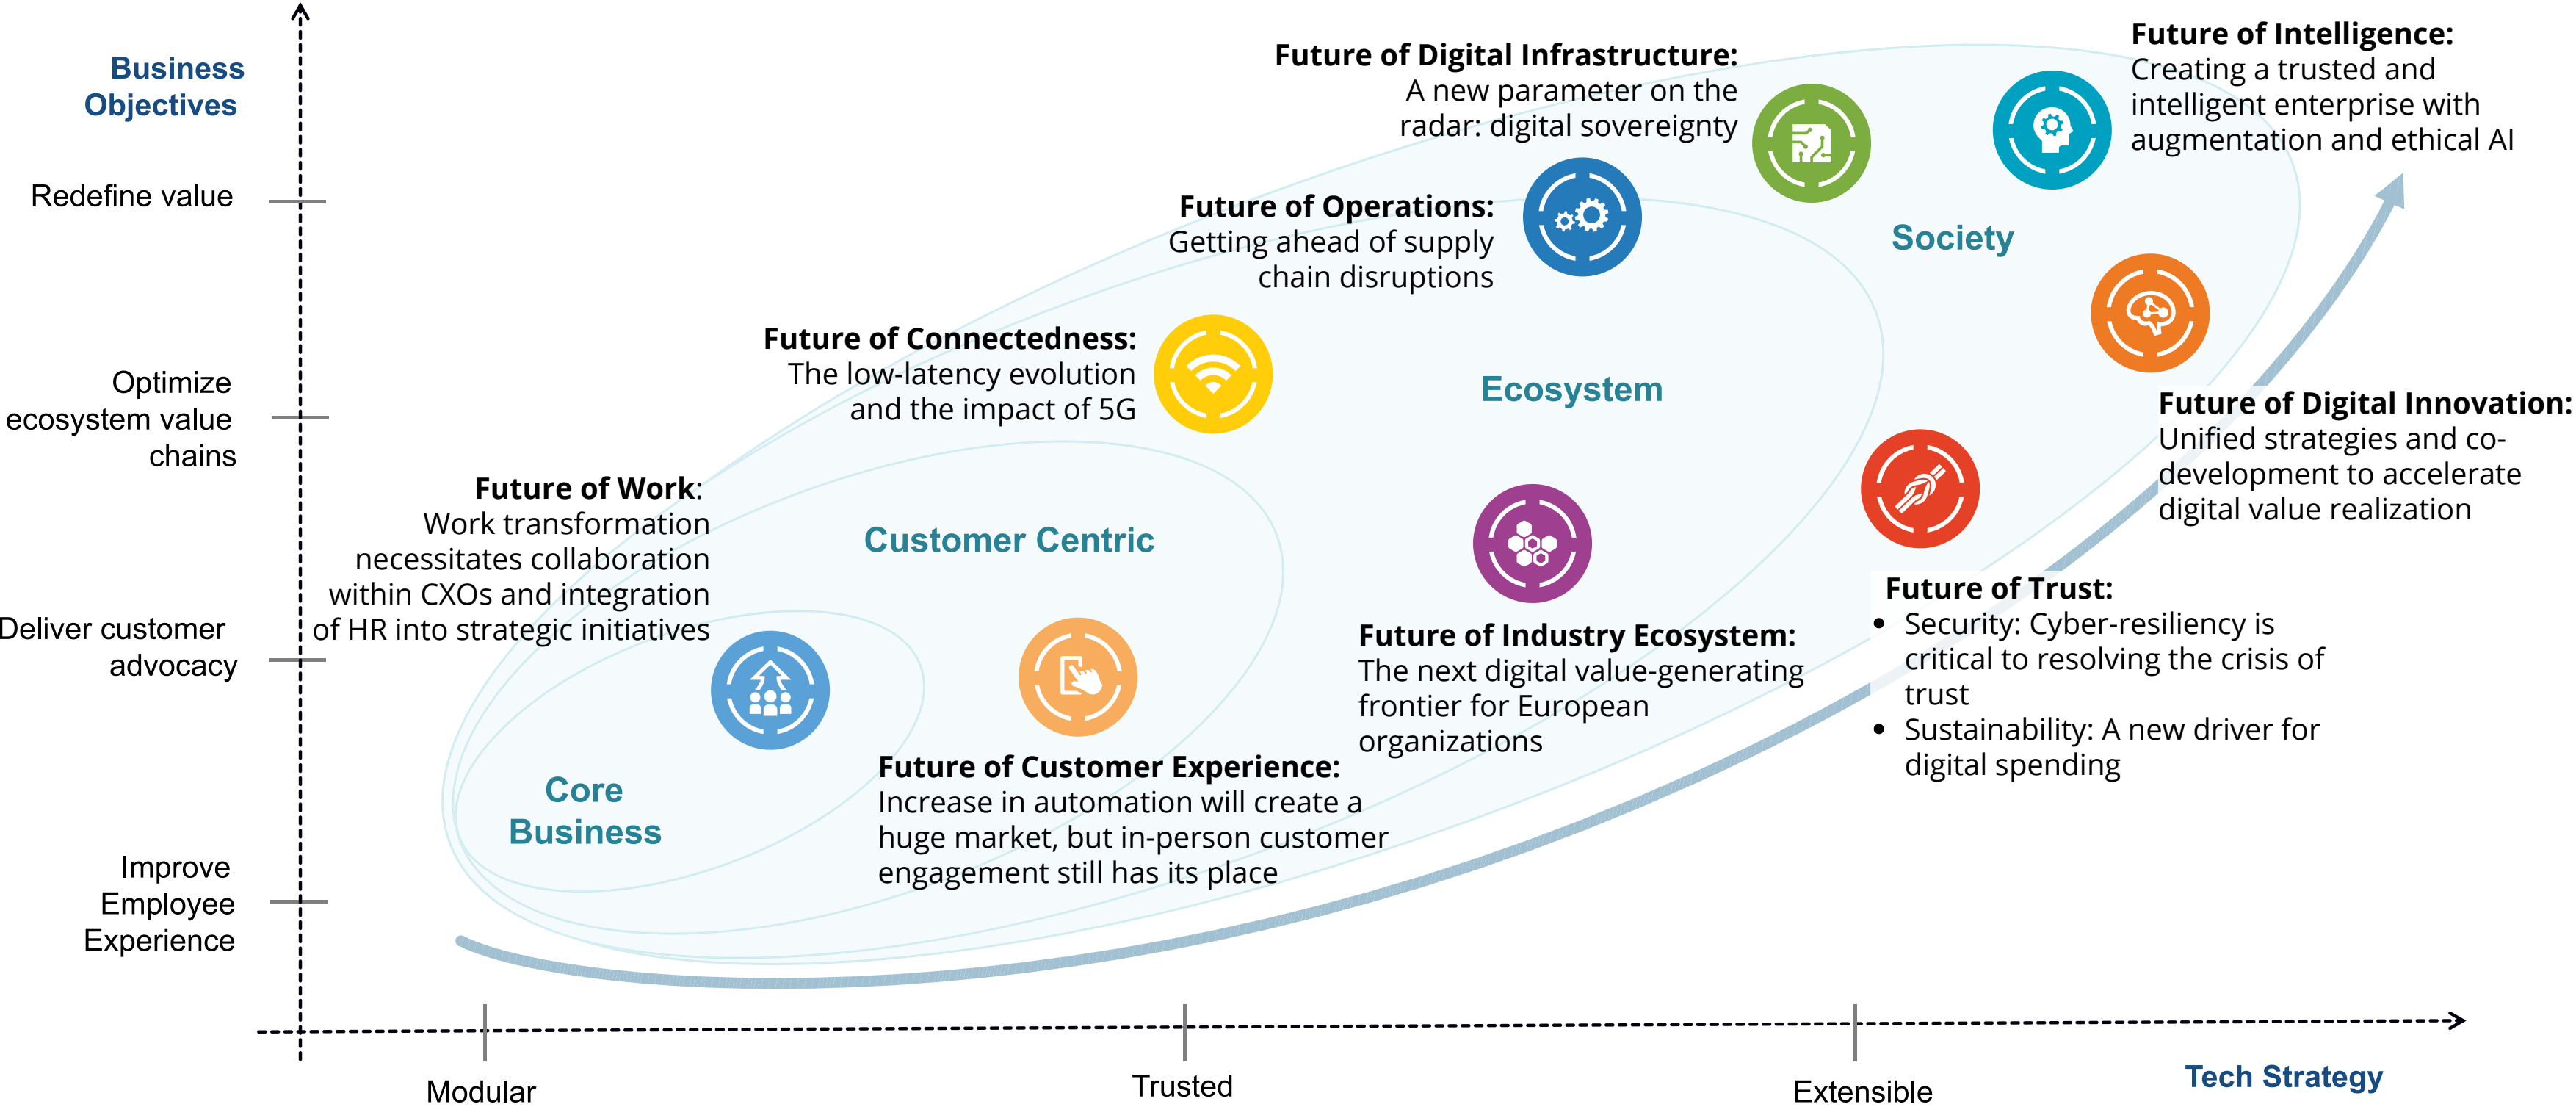 Business
Objectives
Redefine value
Optimize
ecosystem value
chains
Deliver customer
advocacy
Improve
Employee
Experience
Future of Digital Infrastructure:
A new parameter on the
radar: digital sovereignty
Future of Intelligence:
Creating a trusted and
intelligent enterprise with
augmentation and ethical AI
Future of Operations:
Getting ahead of supply
chain disruptions
Society
Future of Connectedness:
The low-latency evolution
and the impact of 5G
Ecosystem
Future of Digital Innovation:
Unified strategies and co-
development to accelerate
digital value realization
Future of Work:
Work transformation
necessitates collaboration
within CXOs and integration
of HR into strategic initiatives
Customer Centric
Future of Trust:
• Security: Cyber-resiliency is
critical to resolving the crisis of
trust
• Sustainability: A new driver for
digital spending
Future of Industry Ecosystem:
The next digital value-generating
frontier for European
organizations
Future of Customer Experience:
Increase in automation will create a
huge market, but in-person customer
engagement still has its place
Core
Business
Modular
Trusted
Extensible
Tech Strategy